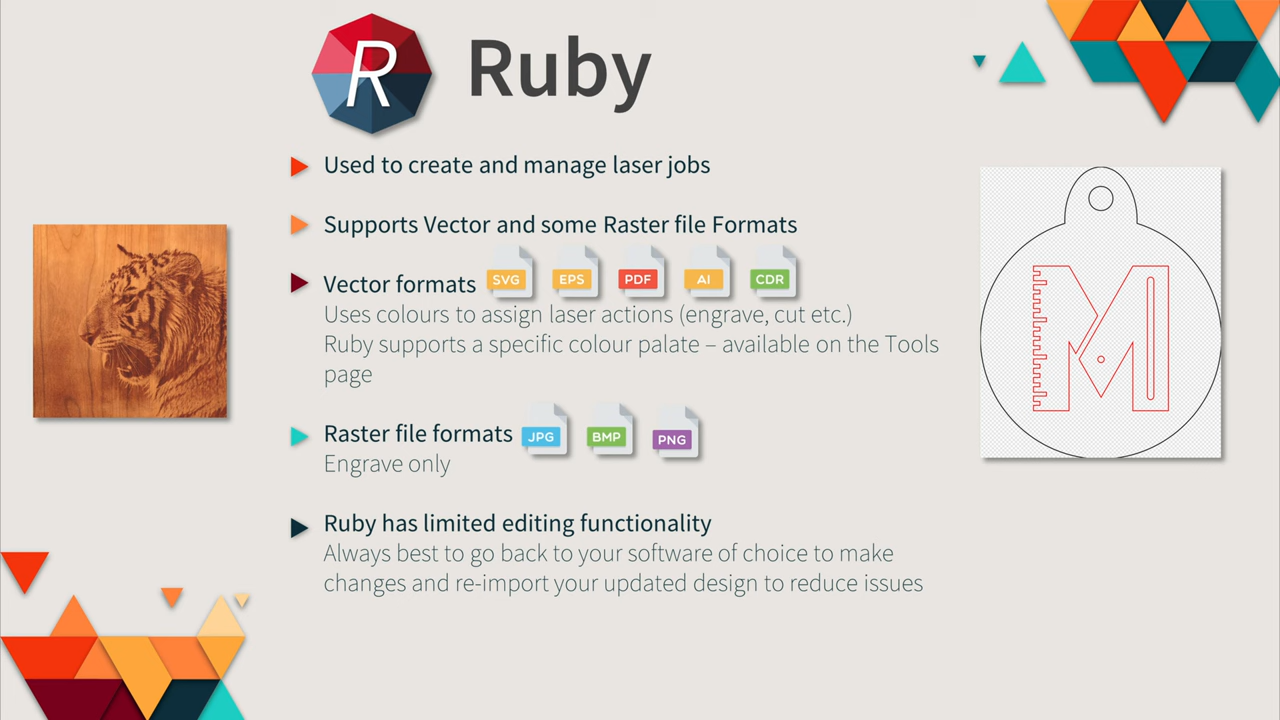 R
Ruby
Used to create and manage laser jobs
Supports Vector and some Raster file Formats
Vector formats SVG EPS PDF AI CDR
Uses colours to assign laser actions (engrave, cut etc.)
Ruby supports a specific colour palate – available on the Tools
page
Raster file formats JPG BMP PNG
Engrave only
Ruby has limited editing functionality
Always best to go back to your software of choice to make
changes and re-import your updated design to reduce issues
M